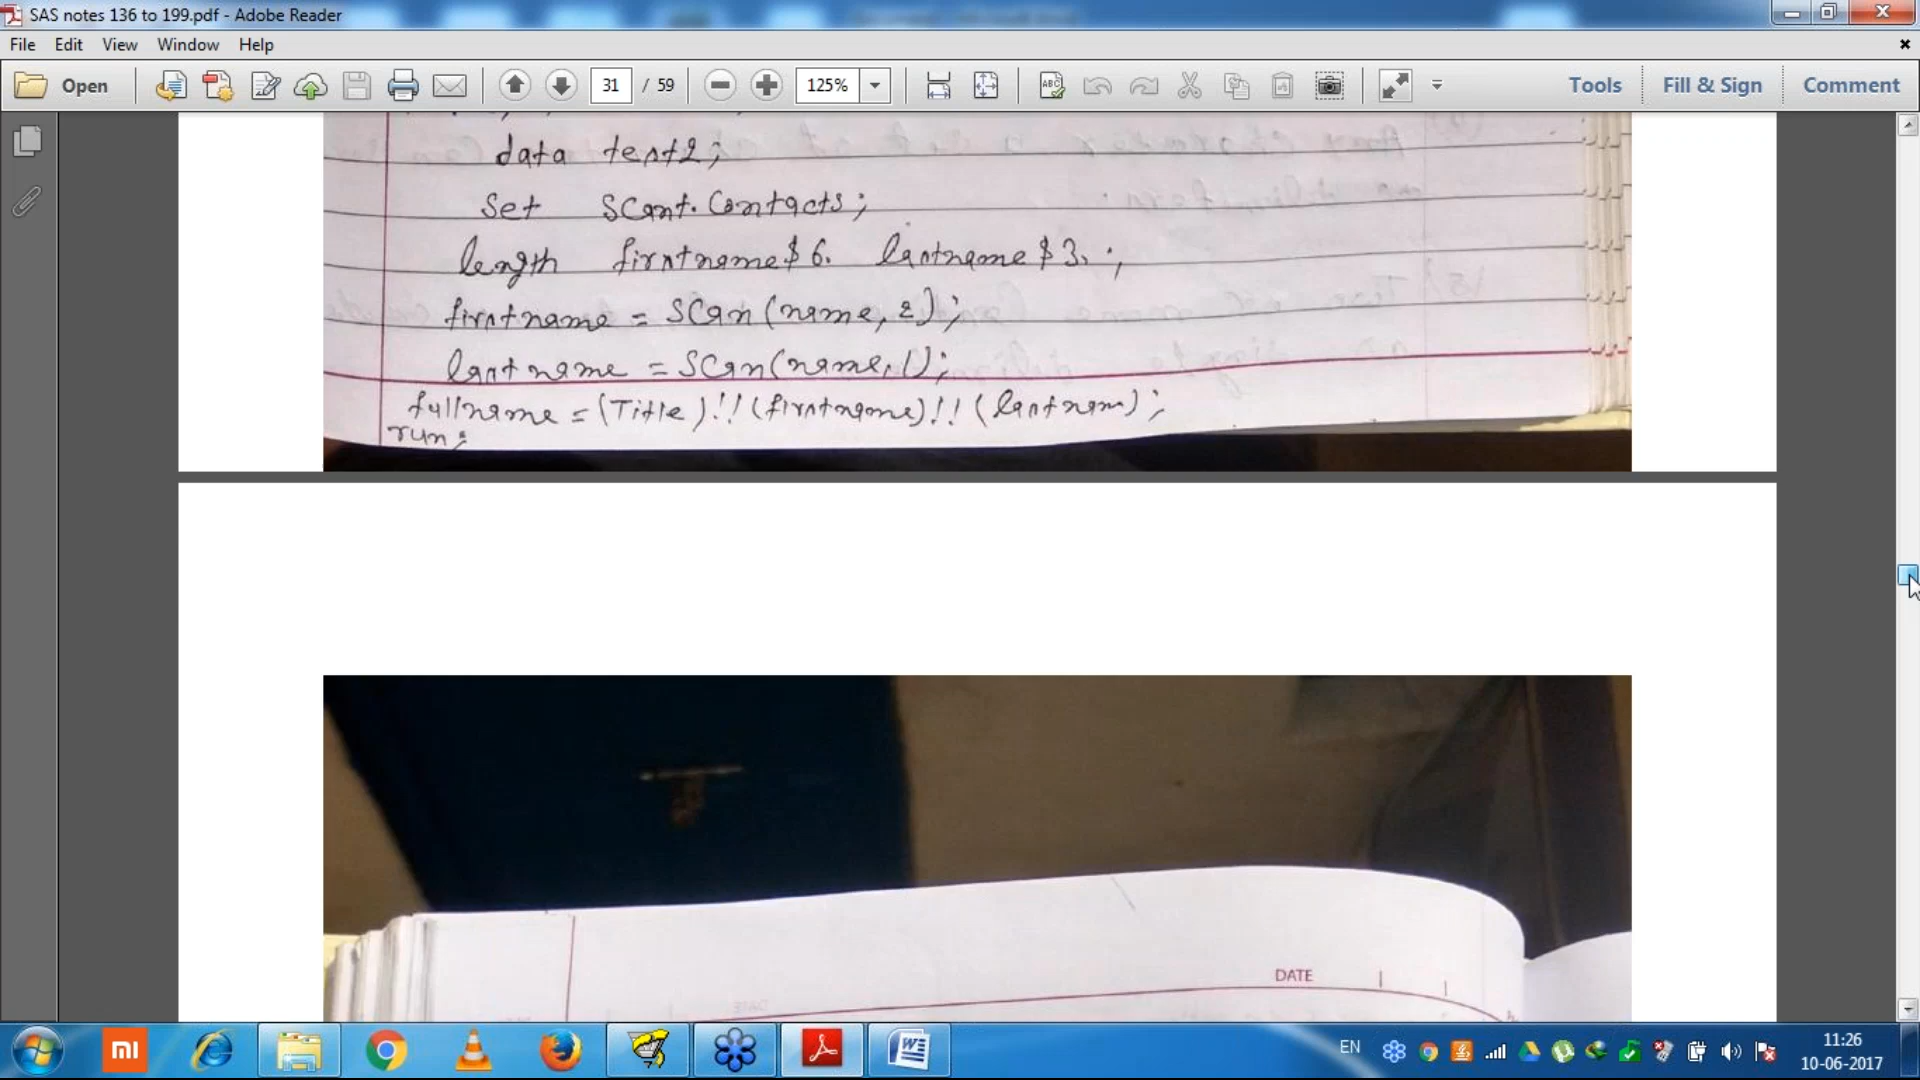 SAS notes 136 to 199.pdf - Adobe Reader
File Edit View Window Help
Open 31 / 59 125% Tools Fill & Sign Comment
data test2;
Set SCant. Contacts;
length firstname $ 6. lastname $ 3. ;
firstname = SCan (name, 2);
lastname = SCan (name, 1);
fullname = (Title) !! (firstname) !! (lastnam) ;
run;
DATE
EN
11:26
10-06-2017